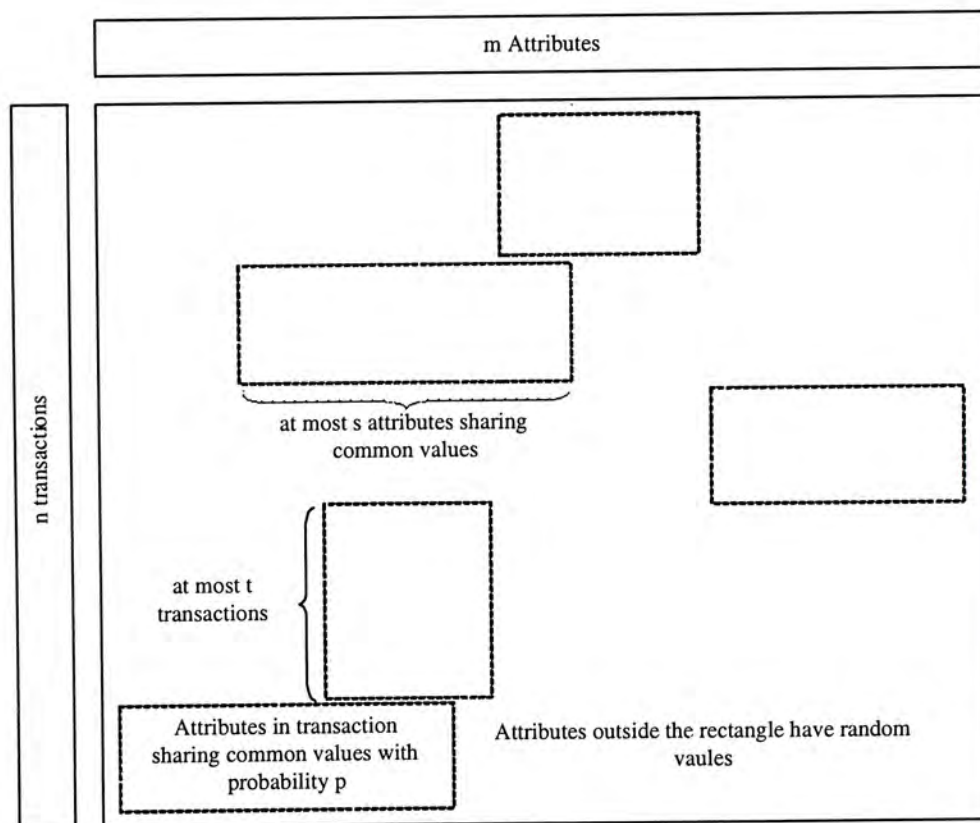 m Attributes
n transactions
at most s attributes sharing
common values
at most t
transactions
Attributes in transaction
sharing common values with
probability p
Attributes outside the rectangle have random
vaules